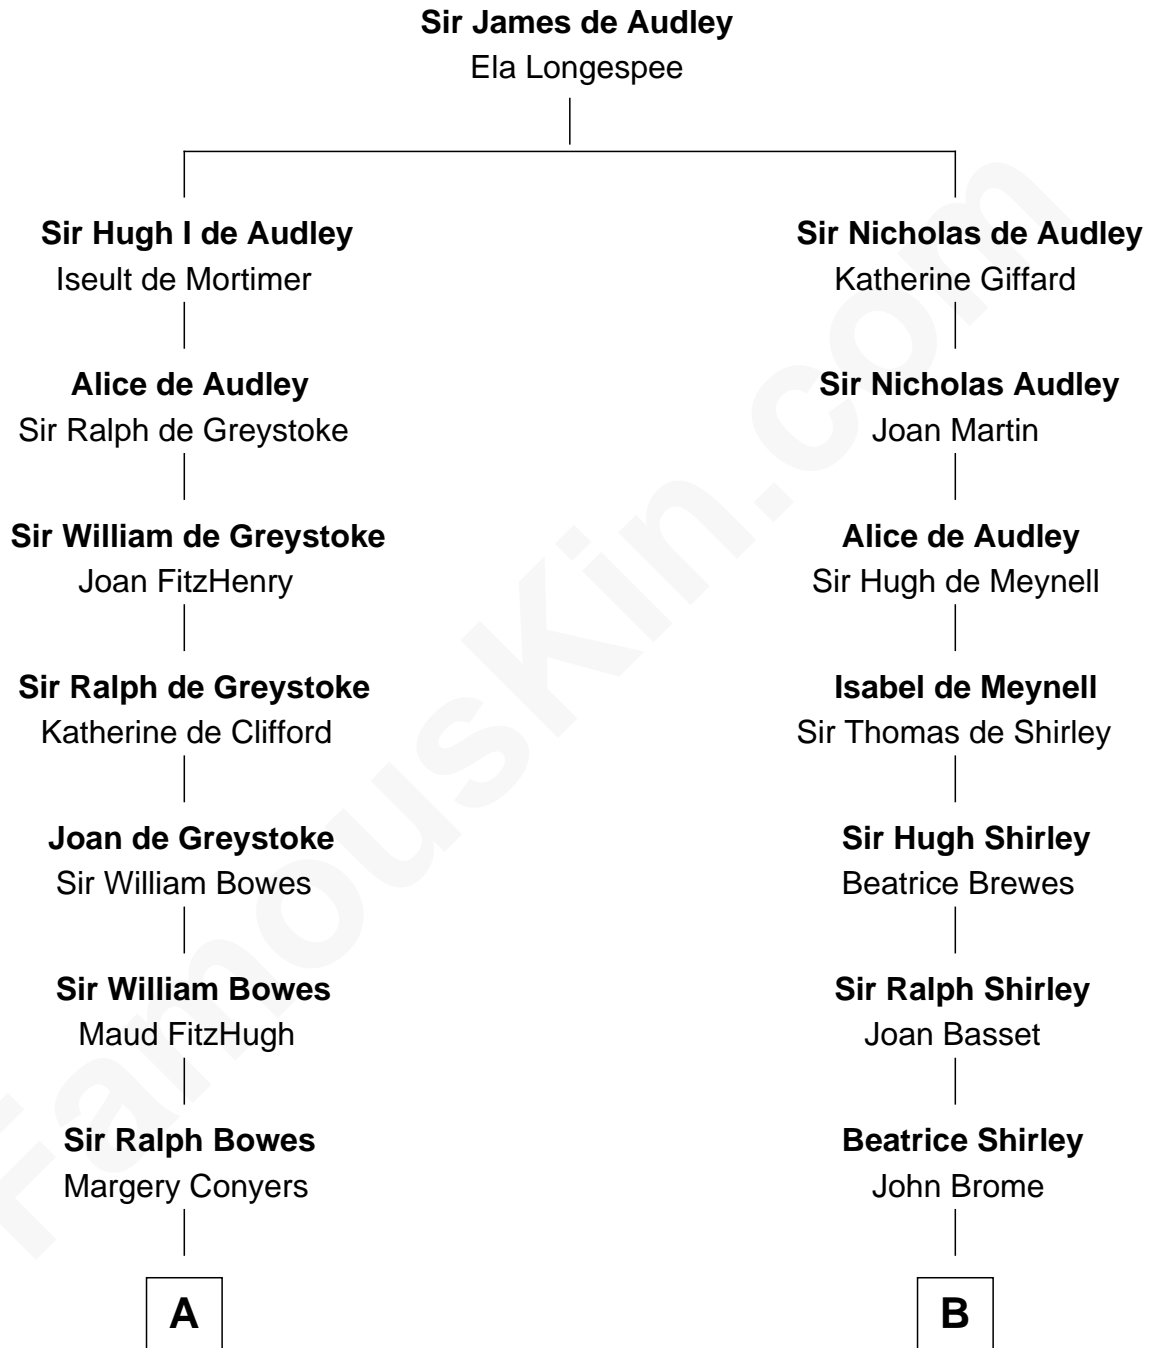 Sir James de Audley
Ela Longespee
Sir Hugh I de Audley
Iseult de Mortimer
Sir Nicholas de Audley
Katherine Giffard
Alice de Audley
Sir Ralph de Greystoke
Sir Nicholas Audley
Joan Martin
Sir William de Greystoke
Joan FitzHenry
Alice de Audley
Sir Hugh de Meynell
Sir Ralph de Greystoke
Katherine de Clifford
Isabel de Meynell
Sir Thomas de Shirley
Joan de Greystoke
Sir William Bowes
Sir Hugh Shirley
Beatrice Brewes
Sir William Bowes
Maud FitzHugh
Sir Ralph Shirley
Joan Basset
Sir Ralph Bowes
Margery Conyers
Beatrice Shirley
John Brome
A
B
FamousKin.com